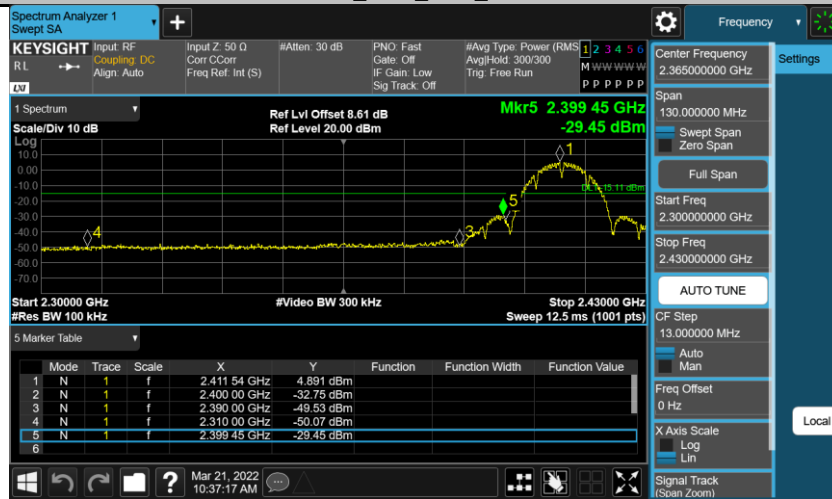 Spectrum Analyzer 1
Swept SA
+
Frequency
KEYSIGHT
RL
LXI
Input: RF
Coupling: DC
Align: Auto
Input Z: 50 Ω
Corr CCorr
Freq Ref: Int (S)
#Atten: 30 dB
PNO: Fast
Gate: Off
IF Gain: Low
Sig Track: Off
#Avg Type: Power (RMS
Avg|Hold: 300/300
Trig: Free Run
1 2 3 4 5 6
M W W W W W
P P P P P P
1 Spectrum
Scale/Div 10 dB
Ref Lvl Offset 8.61 dB
Ref Level 20.00 dBm
Mkr5 2.399 45 GHz
-29.45 dBm
Log
10.0
0.00
-10.0
-20.0
-30.0
-40.0
-50.0
-60.0
-70.0
1
DL1 -15.11 dBm
5
3
4
Start 2.30000 GHz
#Res BW 100 kHz
#Video BW 300 kHz
Stop 2.43000 GHz
Sweep 12.5 ms (1001 pts)
5 Marker Table
Mode Trace Scale X Y Function Function Width Function Value
1 N 1 f 2.411 54 GHz 4.891 dBm
2 N 1 f 2.400 00 GHz -32.75 dBm
3 N 1 f 2.390 00 GHz -49.53 dBm
4 N 1 f 2.310 00 GHz -50.07 dBm
5 N 1 f 2.399 45 GHz -29.45 dBm
6
?
Mar 21, 2022
10:37:17 AM
Center Frequency
2.365000000 GHz
Span
130.000000 MHz
Swept Span
Zero Span
Full Span
Start Freq
2.300000000 GHz
Stop Freq
2.430000000 GHz
AUTO TUNE
CF Step
13.000000 MHz
Auto
Man
Freq Offset
0 Hz
X Axis Scale
Log
Lin
Signal Track
(Span Zoom)
Settings
Local